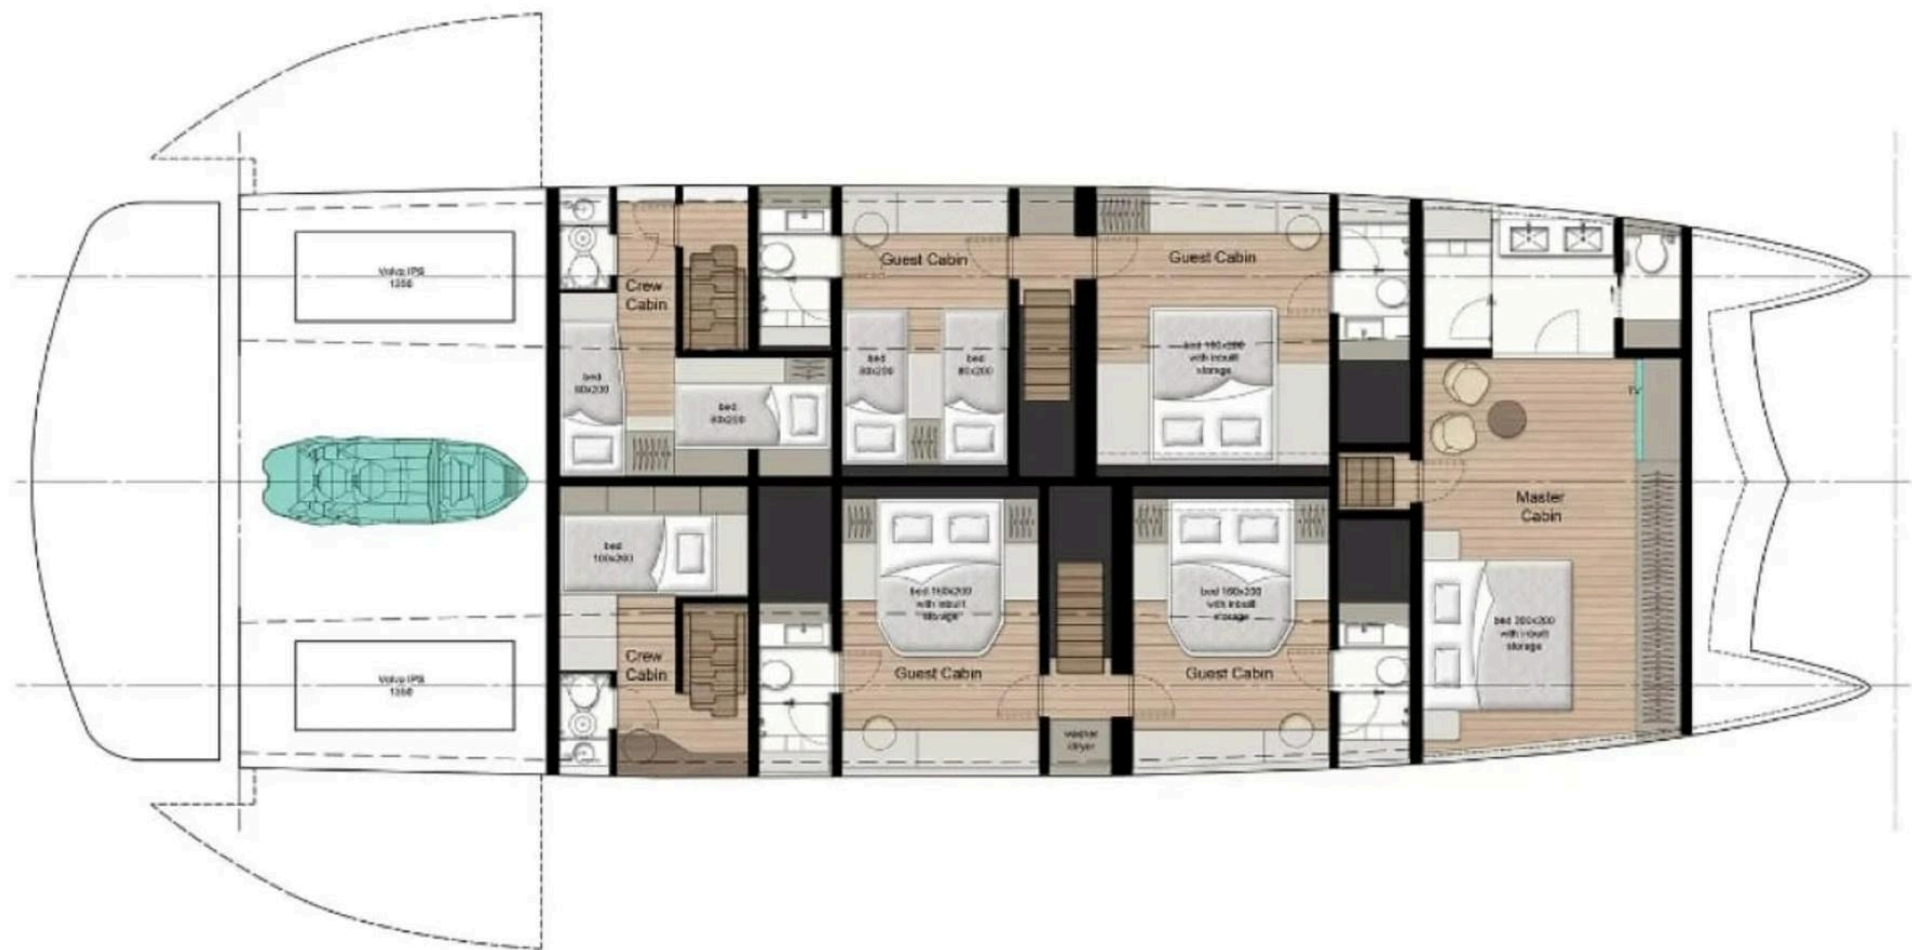 Volvo IPS
1350
Crew
Cabin
Guest Cabin
Guest Cabin
bed
80x200
bed
80x200
bed
80x200
bed
80x200
bed 160x200
with inbuilt
storage
TV
Master
Cabin
bed
100x200
bed 160x200
with inbuilt
storage
bed 160x200
with inbuilt
storage
bed 200x200
with inbuilt
storage
Volvo IPS
1350
Crew
Cabin
Guest Cabin
Guest Cabin
washer
/dryer